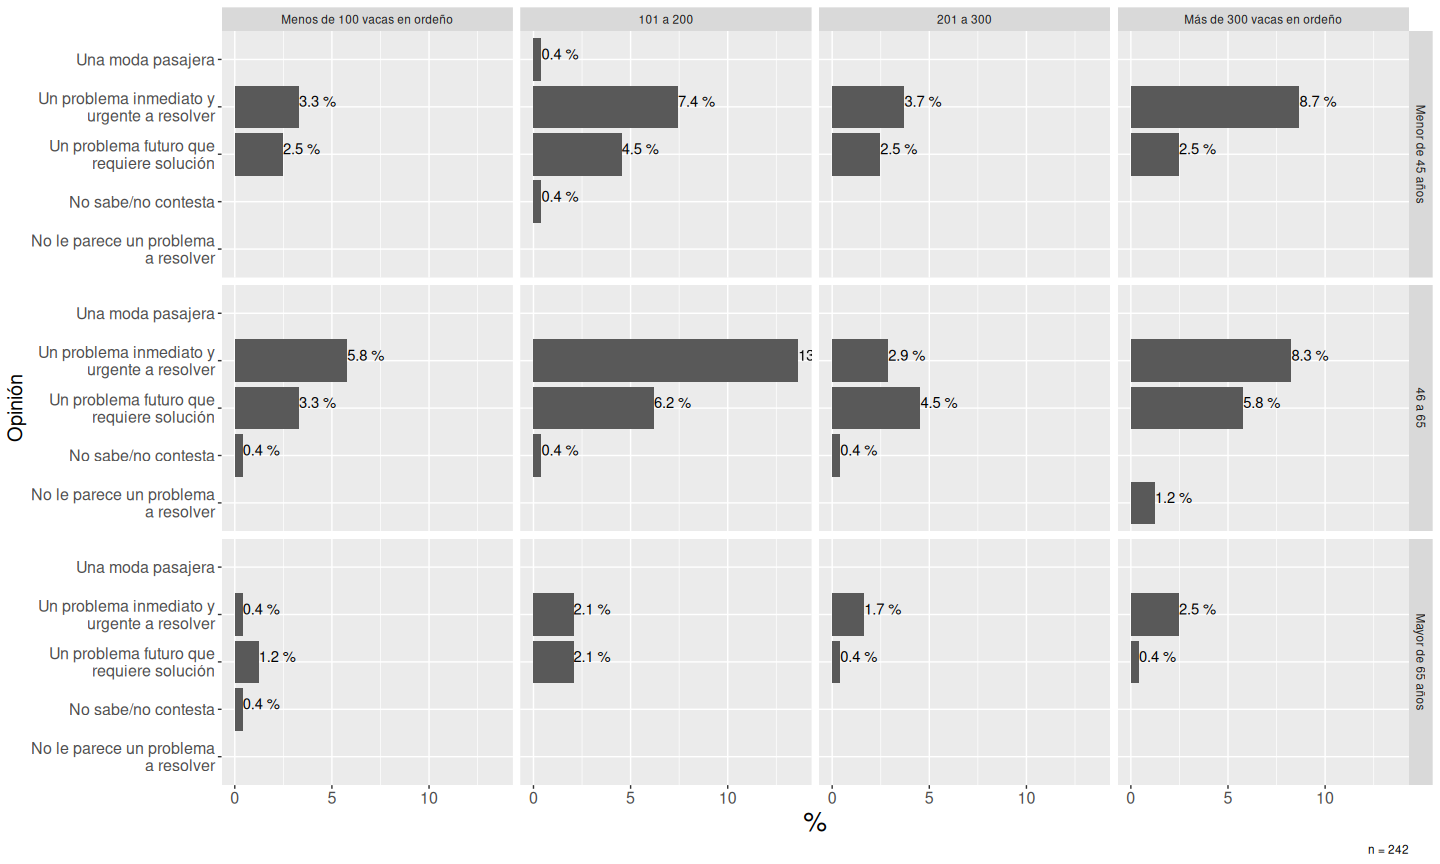 Menos de 100 vacas en ordeño
101 a 200
201 a 300
Más de 300 vacas en ordeño
Opinión
Una moda pasajera
0.4 %
Un problema inmediato y
urgente a resolver
3.3 %
7.4 %
3.7 %
8.7 %
Un problema futuro que
requiere solución
2.5 %
4.5 %
2.5 %
2.5 %
No sabe/no contesta
0.4 %
No le parece un problema
a resolver
Menor de 45 años
Una moda pasajera
Un problema inmediato y
urgente a resolver
5.8 %
13
2.9 %
8.3 %
Un problema futuro que
requiere solución
3.3 %
6.2 %
4.5 %
5.8 %
No sabe/no contesta
0.4 %
0.4 %
0.4 %
No le parece un problema
a resolver
1.2 %
46 a 65
Una moda pasajera
Un problema inmediato y
urgente a resolver
0.4 %
2.1 %
1.7 %
2.5 %
Un problema futuro que
requiere solución
1.2 %
2.1 %
0.4 %
0.4 %
No sabe/no contesta
0.4 %
No le parece un problema
a resolver
Mayor de 65 años
0 5 10
0 5 10
0 5 10
0 5 10
%
n = 242